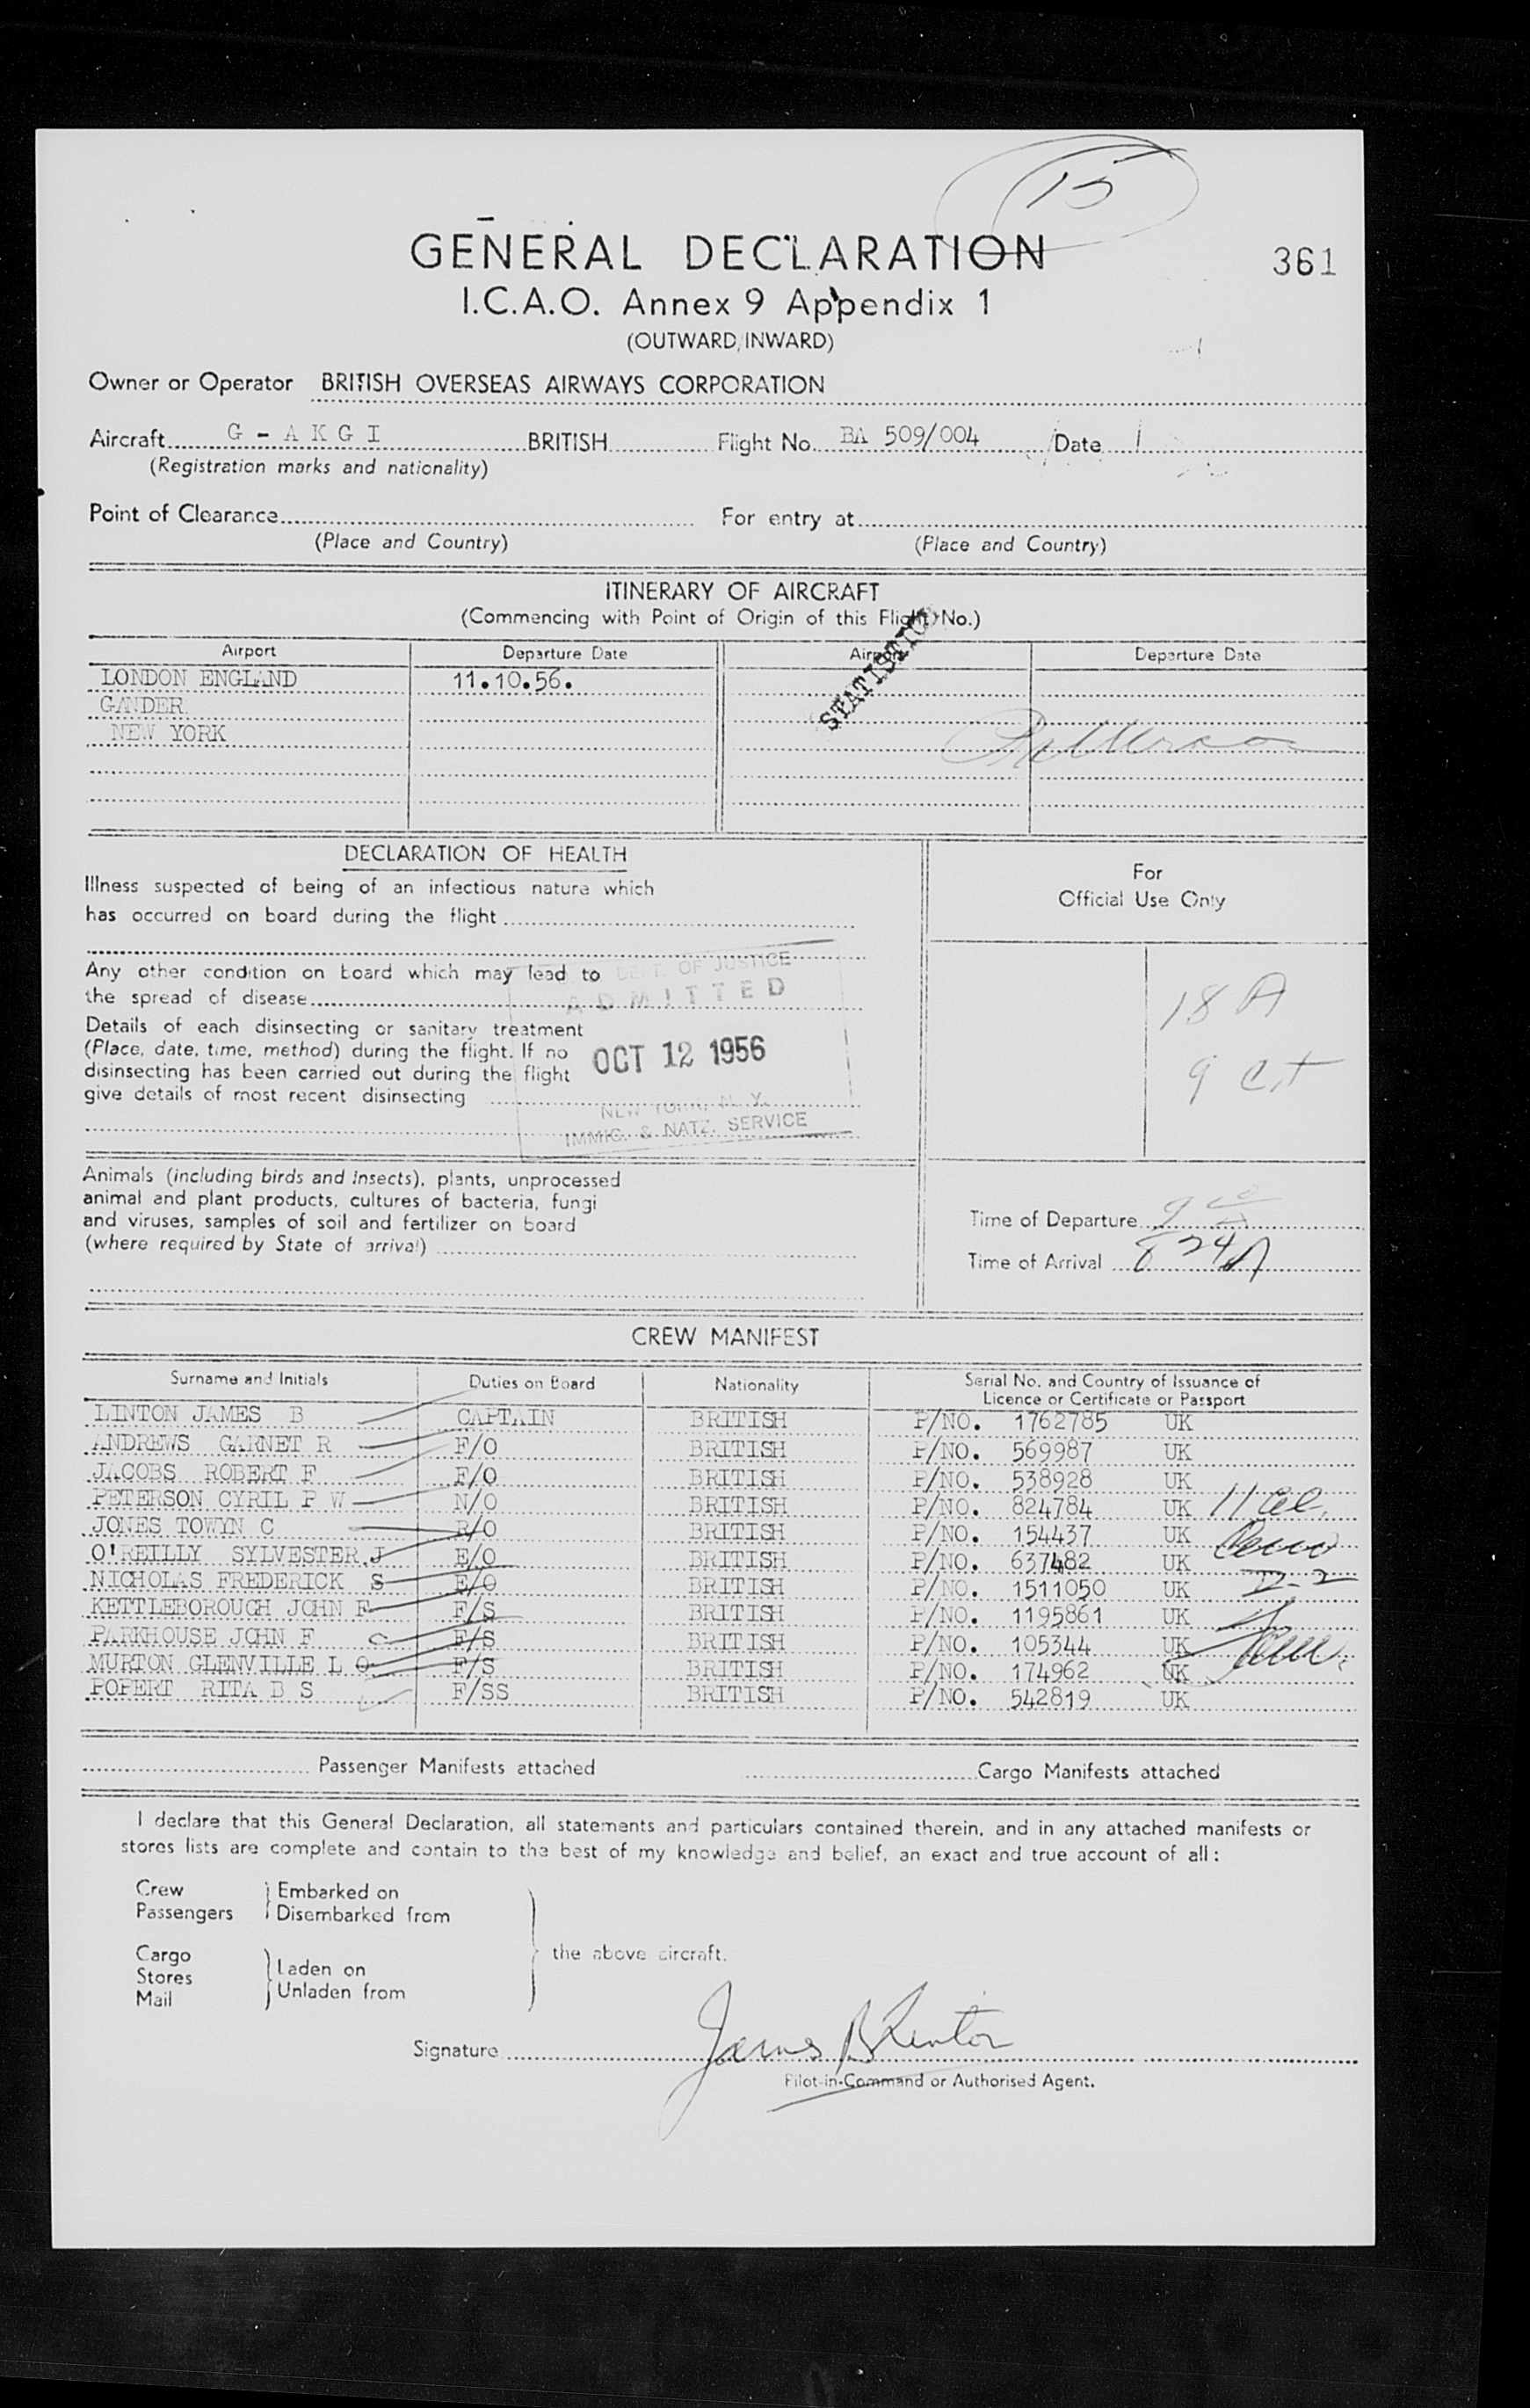 15
GENERAL DECLARATION
361
I.C.A.O. Annex 9 Appendix 1
(OUTWARD/INWARD)
Owner or Operator BRITISH OVERSEAS AIRWAYS CORPORATION
Aircraft G - A K G I BRITISH Flight No. BA 509/004 Date
(Registration marks and nationality)
Point of Clearance For entry at
(Place and Country) (Place and Country)
ITINERARY OF AIRCRAFT
(Commencing with Point of Origin of this Flight No.)
Airport Departure Date Airport Departure Date
LONDON ENGLAND 11.10.56.
GANDER
NEW YORK
DECLARATION OF HEALTH
For
Official Use Only
Illness suspected of being of an infectious nature which
has occurred on board during the flight
Any other condition on board which may lead to
the spread of disease
DEPT. OF JUSTICE
ADMITTED
OCT 12 1956
NEW YORK, N. Y.
IMMIG. & NATZ. SERVICE
Details of each disinsecting or sanitary treatment
(Place, date, time, method) during the flight. If no
disinsecting has been carried out during the flight
give details of most recent disinsecting
18 A
9 Cit
Animals (including birds and insects), plants, unprocessed
animal and plant products, cultures of bacteria, fungi
and viruses, samples of soil and fertilizer on board
(where required by State of arrival)
Time of Departure
Time of Arrival 8 24 A
CREW MANIFEST
Surname and Initials Duties on Board Nationality Serial No. and Country of Issuance of
Licence or Certificate or Passport
LINTON JAMES B CAPTAIN BRITISH P/NO. 1762785 UK
ANDREWS GARNET R F/O BRITISH P/NO. 569987 UK
JACOBS ROBERT F F/O BRITISH P/NO. 538928 UK
PETERSON CYRIL P W N/O BRITISH P/NO. 824784 UK
JONES TOWYN C R/O BRITISH P/NO. 154437 UK
O'REILLY SYLVESTER J E/O BRITISH P/NO. 637482 UK
NICHOLAS FREDERICK S E/O BRITISH P/NO. 1511050 UK D-2
KETTLEBOROUGH JOHN F F/S BRITISH P/NO. 1195861 UK
PARKHOUSE JOHN F F/S BRITISH P/NO. 105344 UK
MURTON GLENVILLE L O F/S BRITISH P/NO. 174962 UK
POPERT RITA B S F/SS BRITISH P/NO. 542819 UK
Passenger Manifests attached Cargo Manifests attached
I declare that this General Declaration, all statements and particulars contained therein, and in any attached manifests or
stores lists are complete and contain to the best of my knowledge and belief, an exact and true account of all:
Crew Embarked on
Passengers Disembarked from
the above aircraft.
Cargo
Stores Laden on
Mail Unladen from
Signature James B Linton
Pilot-in-Command or Authorised Agent.